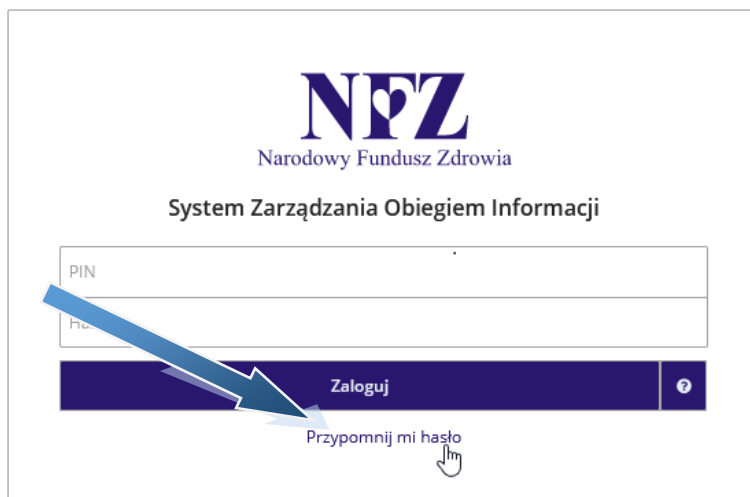 NFZ
Narodowy Fundusz Zdrowia
System Zarządzania Obiegiem Informacji
PIN
Zaloguj
Przypomnij mi hasło